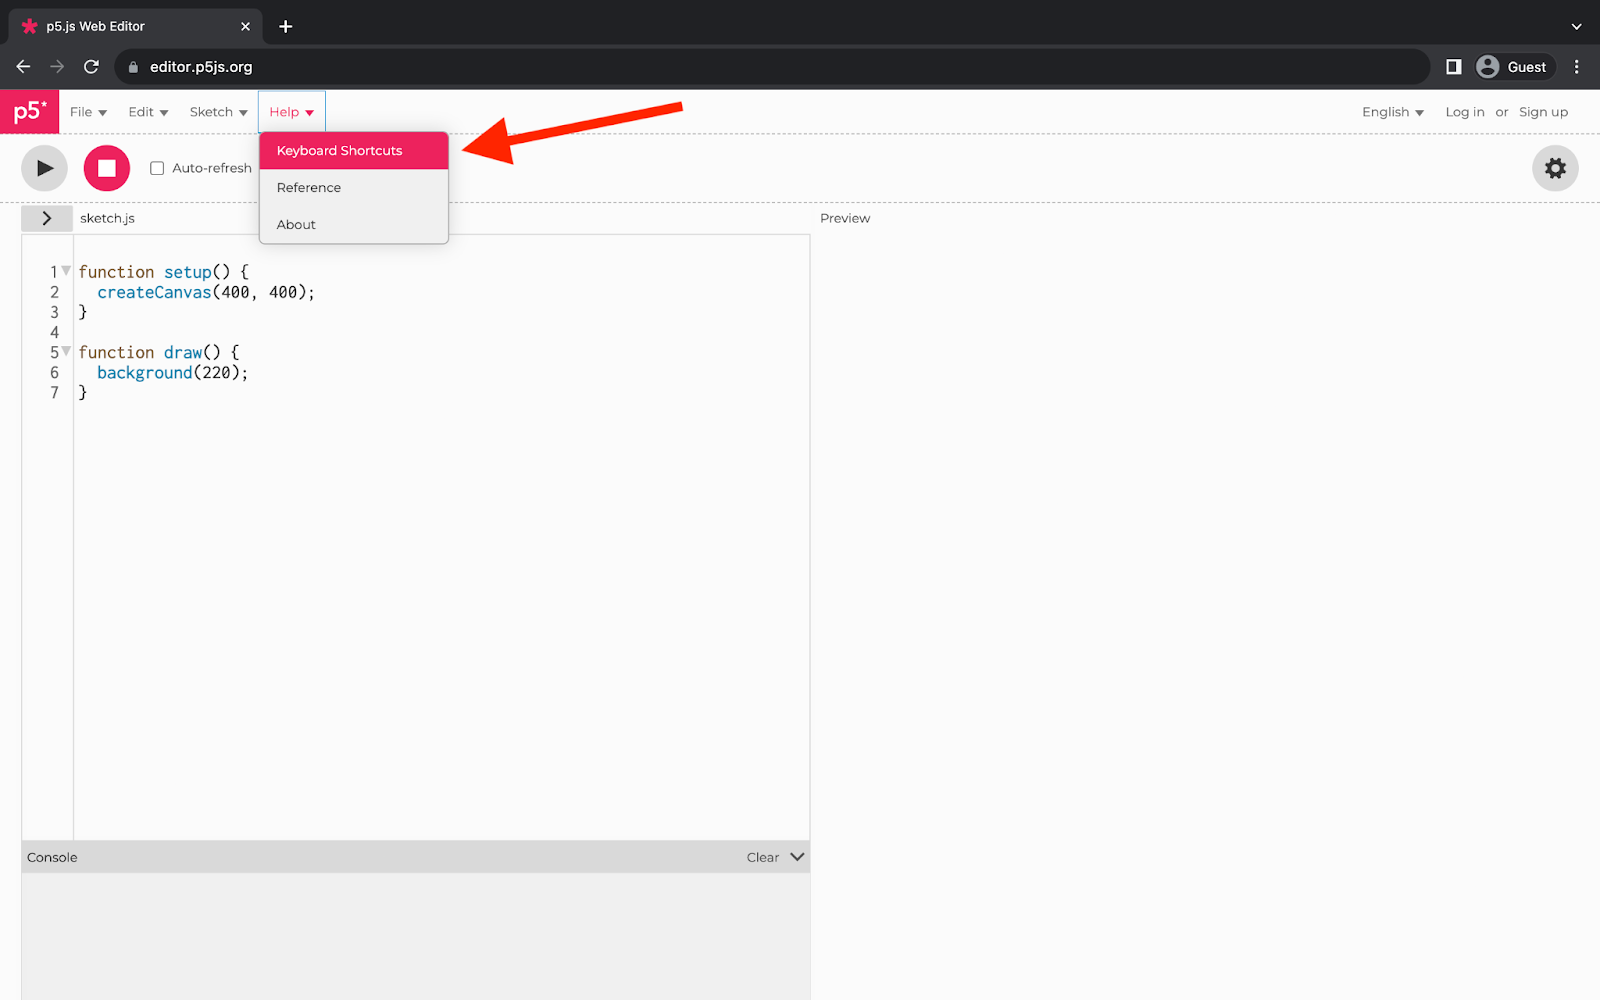 p5.js Web Editor
editor.p5js.org
Guest
p5* File Edit Sketch Help English Log in or Sign up
Keyboard Shortcuts
Auto-refresh
Reference
About
sketch.js
Preview
1 function setup() {
2 createCanvas(400, 400);
3 }
4
5 function draw() {
6 background(220);
7 }
Console Clear